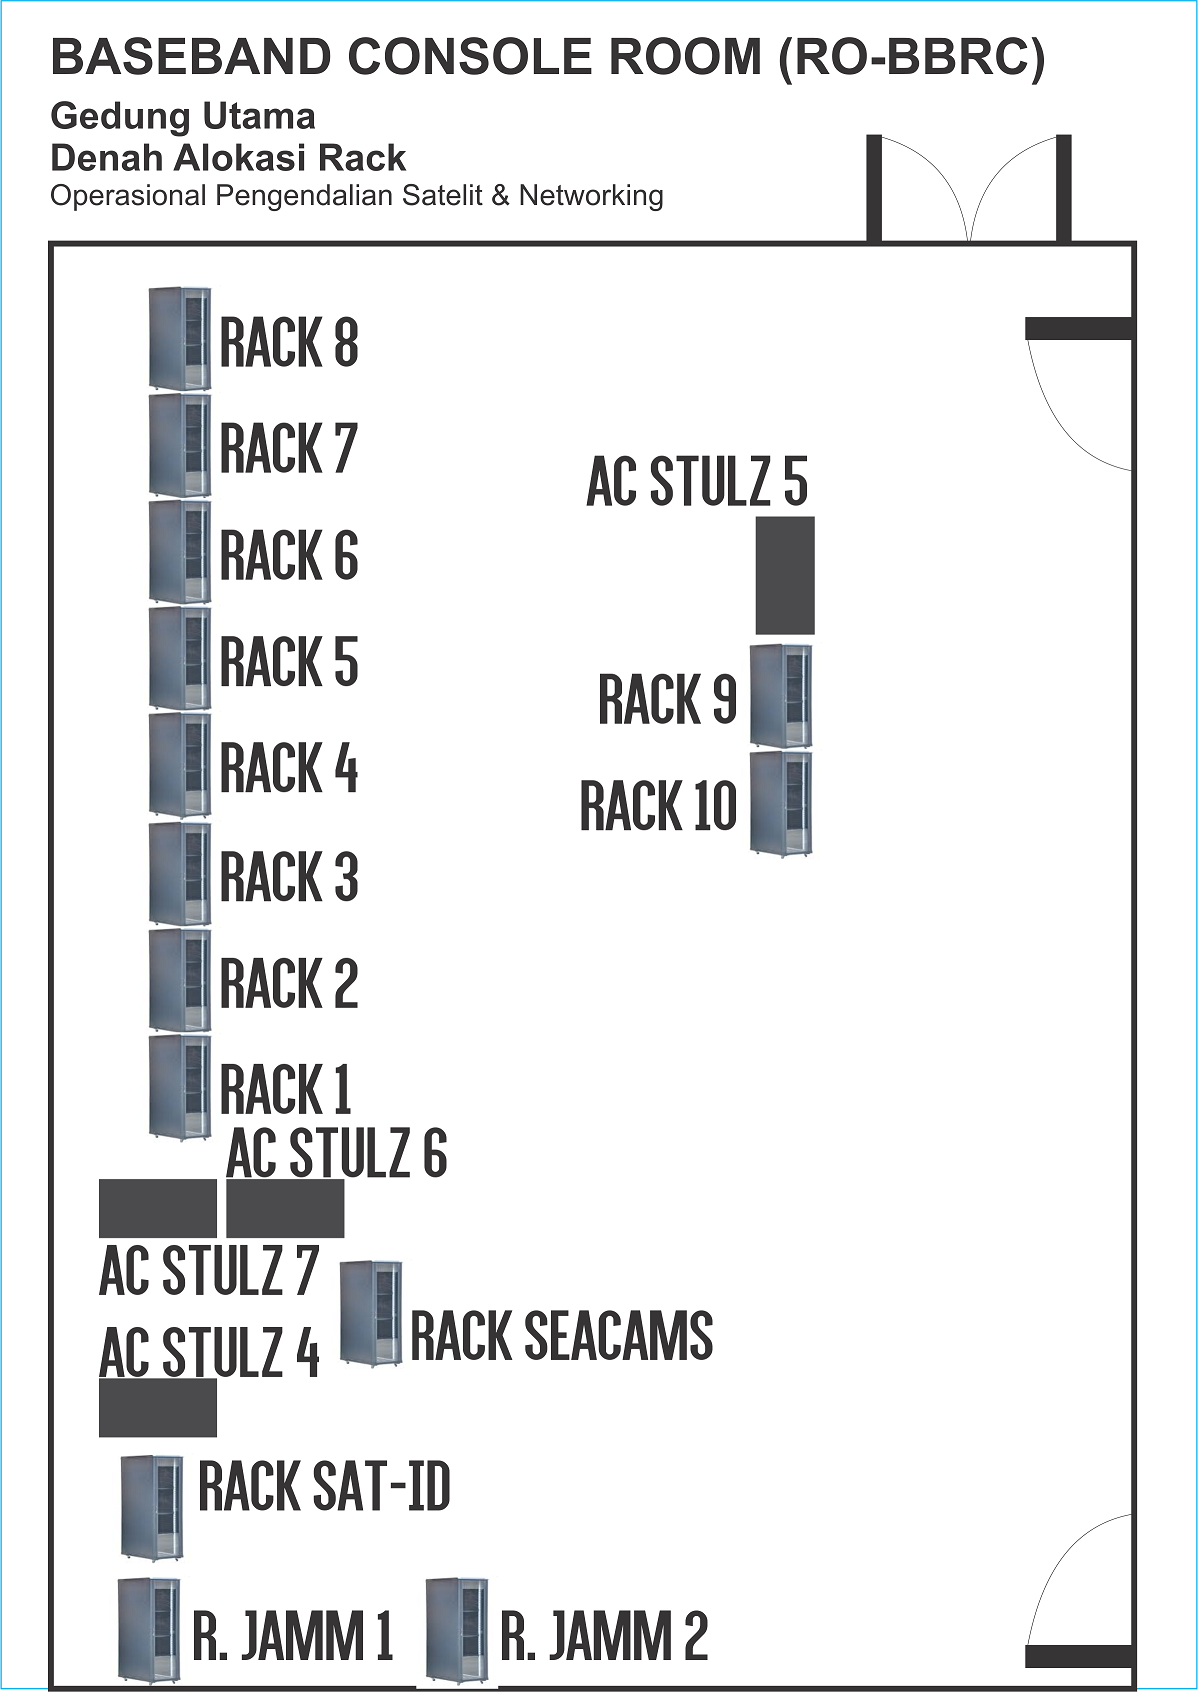 BASEBAND CONSOLE ROOM (RO-BBRC)
Gedung Utama
Denah Alokasi Rack
Operasional Pengendalian Satelit & Networking
RACK 8
RACK 7
AC STULZ 5
RACK 6
RACK 5
RACK 9
RACK 4
RACK 10
RACK 3
RACK 2
RACK 1
AC STULZ 6
AC STULZ 7
RACK SEACAMS
AC STULZ 4
RACK SAT-ID
R. JAMM 1
R. JAMM 2